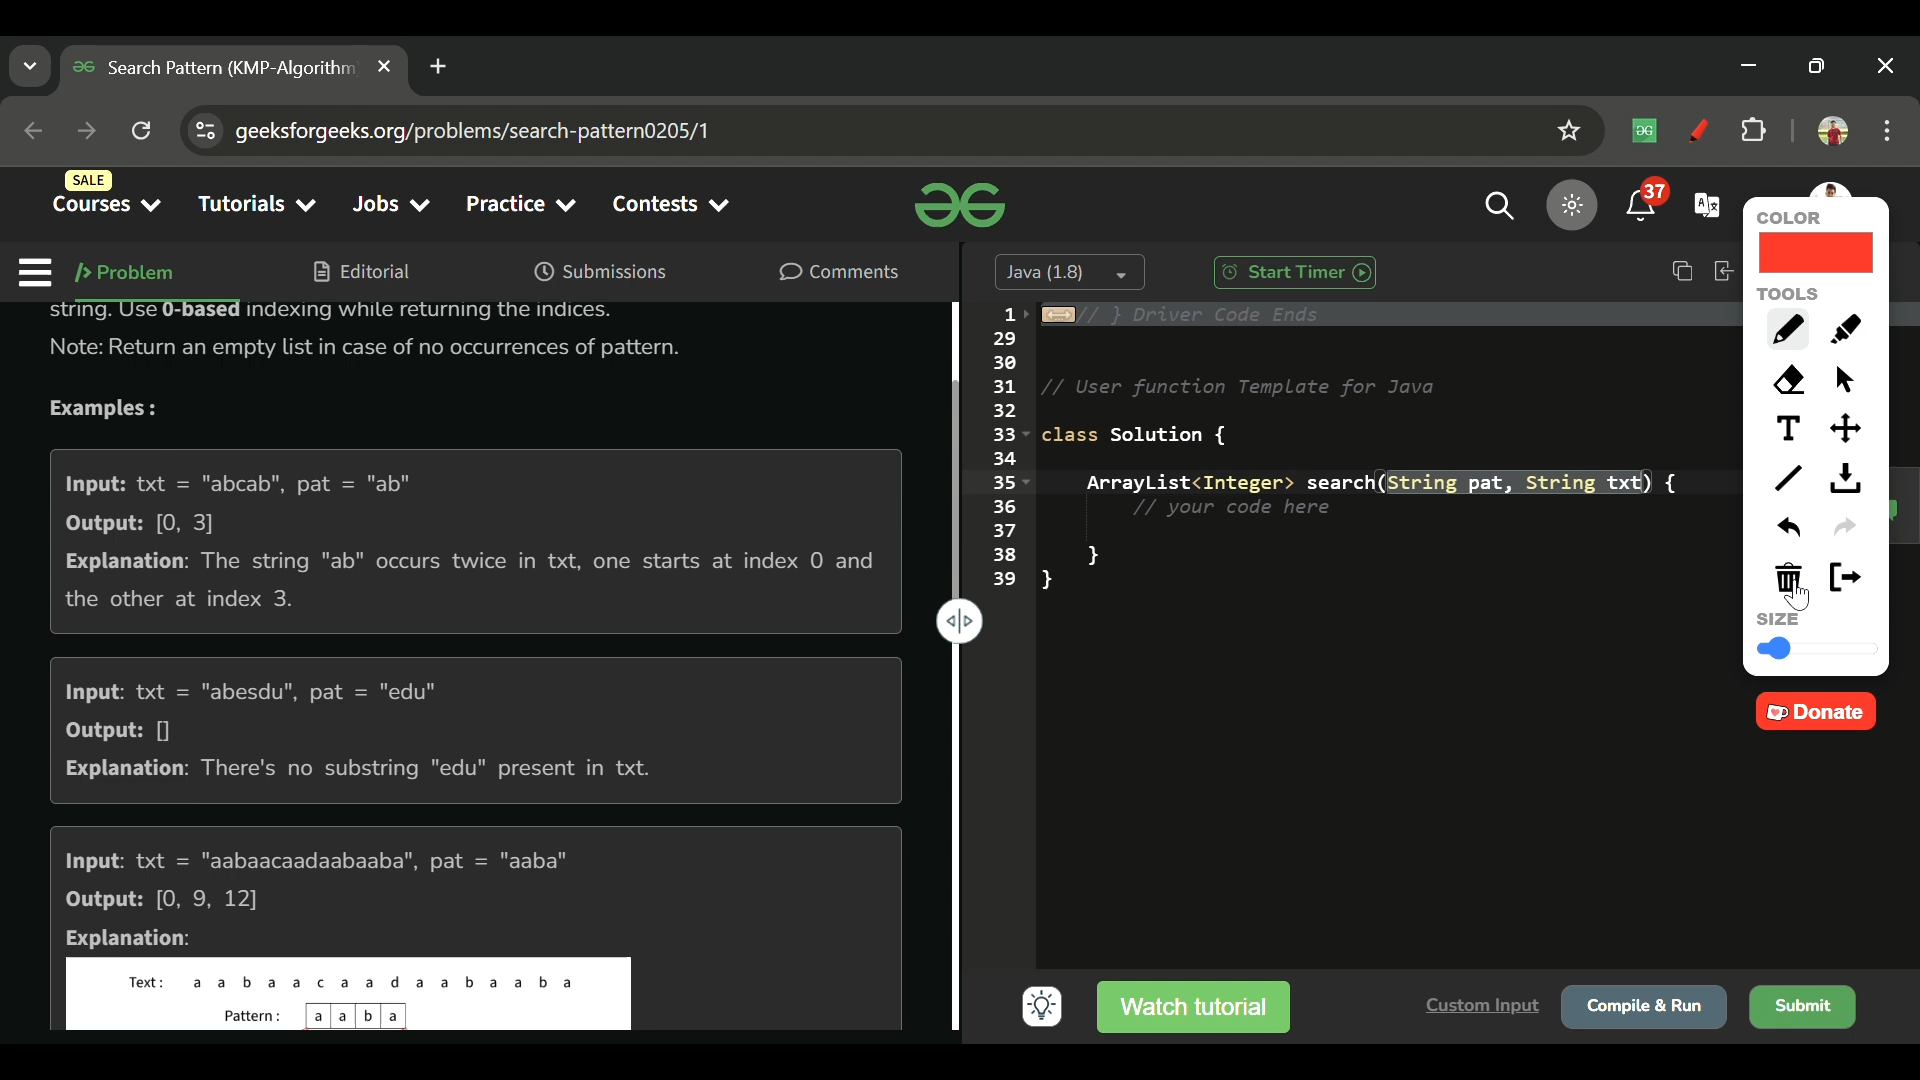 Search Pattern (KMP-Algorithm
geeksforgeeks.org/problems/search-pattern0205/1
SALE
Courses
Tutorials
Jobs
Practice
Contests
37
Problem
Editorial
Submissions
Comments
string. Use 0-based indexing while returning the indices.
Note: Return an empty list in case of no occurrences of pattern.
Examples :
Input: txt = "abcab", pat = "ab"
Output: [0, 3]
Explanation: The string "ab" occurs twice in txt, one starts at index 0 and
the other at index 3.
Input: txt = "abesdu", pat = "edu"
Output: []
Explanation: There's no substring "edu" present in txt.
Input: txt = "aabaacaadaabaaba", pat = "aaba"
Output: [0, 9, 12]
Explanation:
Text : a a b a a c a a d a a b a a b a
Pattern : a a b a
Java (1.8)
Start Timer
1 // } Driver Code Ends
29
30
31 // User function Template for Java
32
33 class Solution {
34
35 ArrayList<Integer> search(String pat, String txt) {
36 // your code here
37
38 }
39 }
Watch tutorial
Custom Input
Compile & Run
Submit
COLOR
TOOLS
T
SIZE
Donate